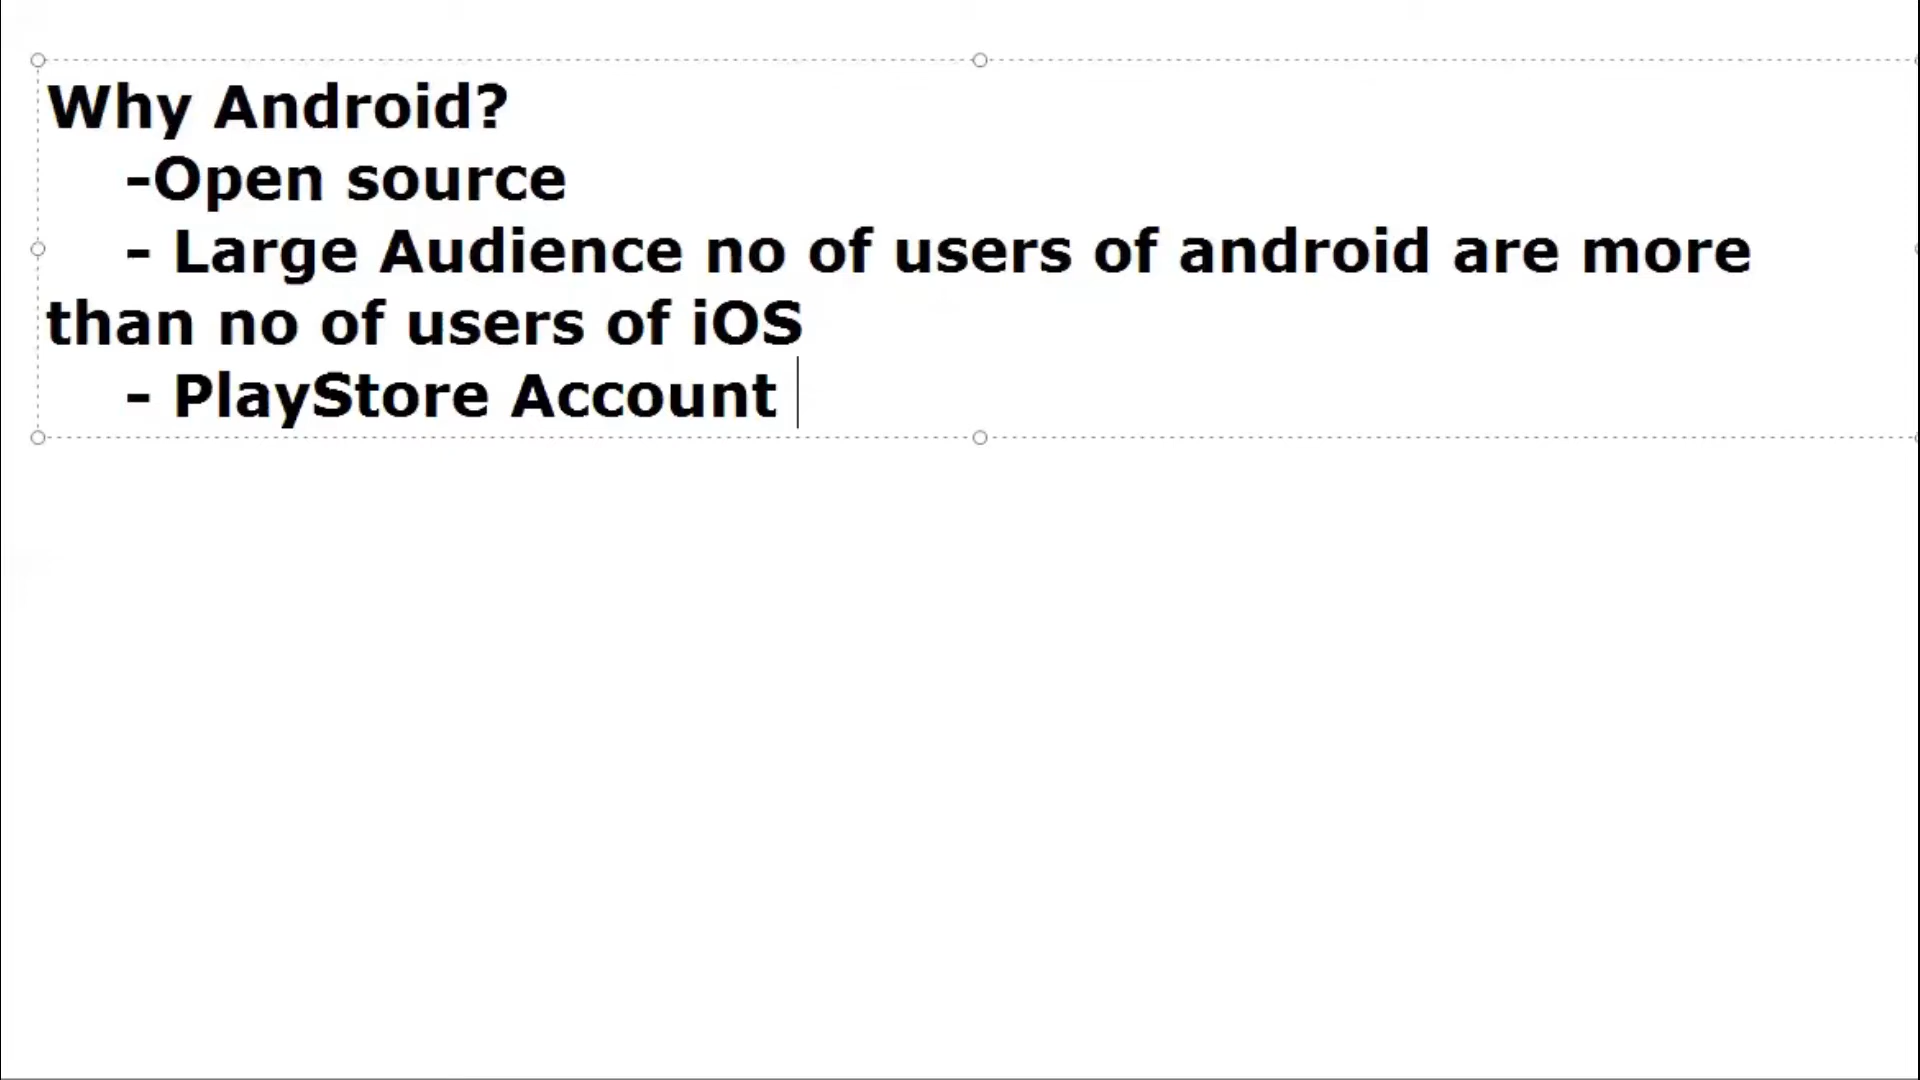 Why Android?
-Open source
- Large Audience no of users of android are more
than no of users of iOS
- PlayStore Account